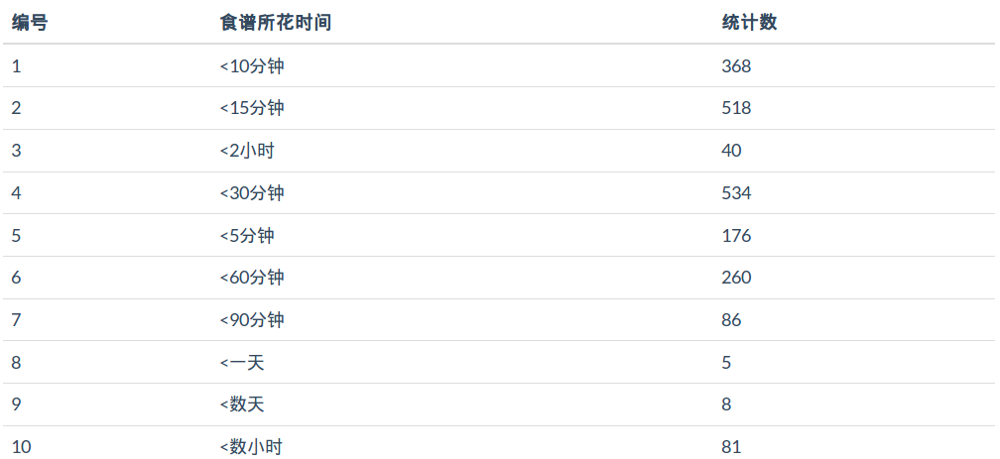 编号 食谱所花时间 统计数
1 <10分钟 368
2 <15分钟 518
3 <2小时 40
4 <30分钟 534
5 <5分钟 176
6 <60分钟 260
7 <90分钟 86
8 <一天 5
9 <数天 8
10 <数小时 81